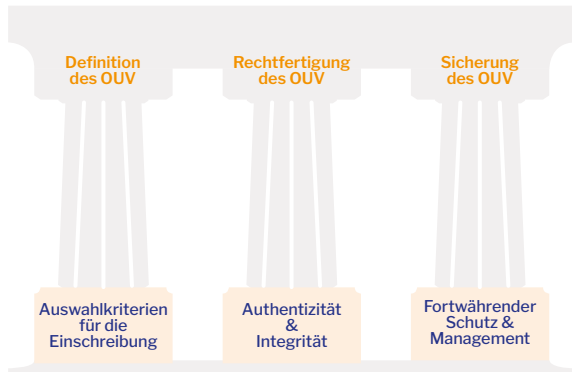 Definition
des OUV
Rechtfertigung
des OUV
Sicherung
des OUV
Auswahlkriterien
für die
Einschreibung
Authentizität
&
Integrität
Fortwährender
Schutz &
Management